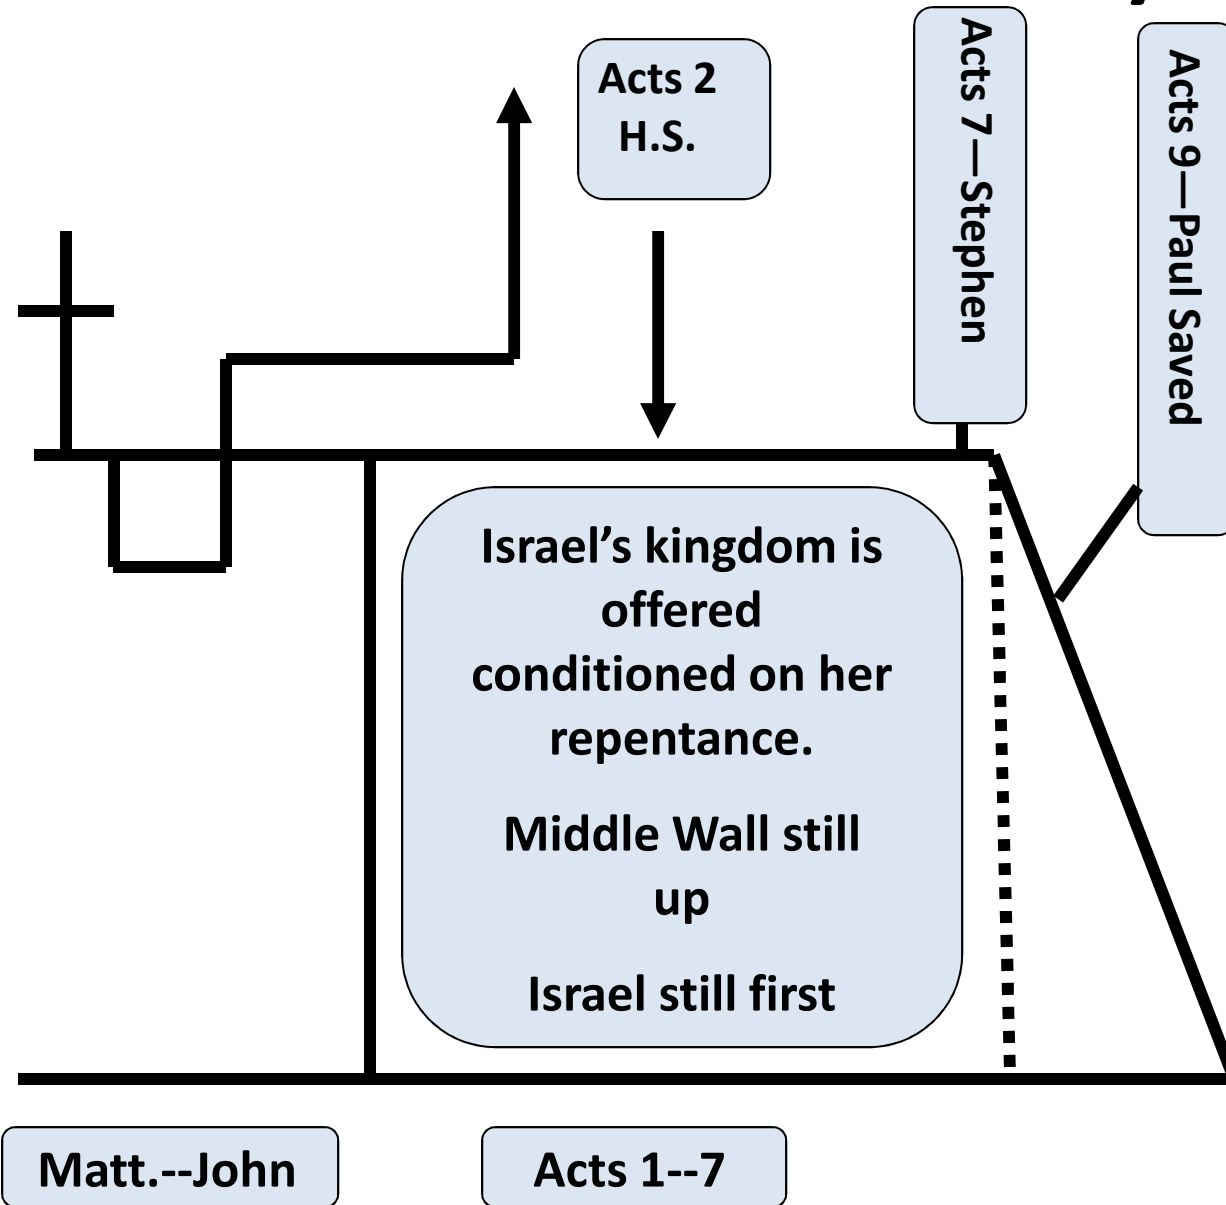 Acts 2
H.S.
Acts 7—Stephen
Acts 9—Paul Saved
Israel’s kingdom is
offered
conditioned on her
repentance.
Middle Wall still
up
Israel still first
Matt.--John
Acts 1--7